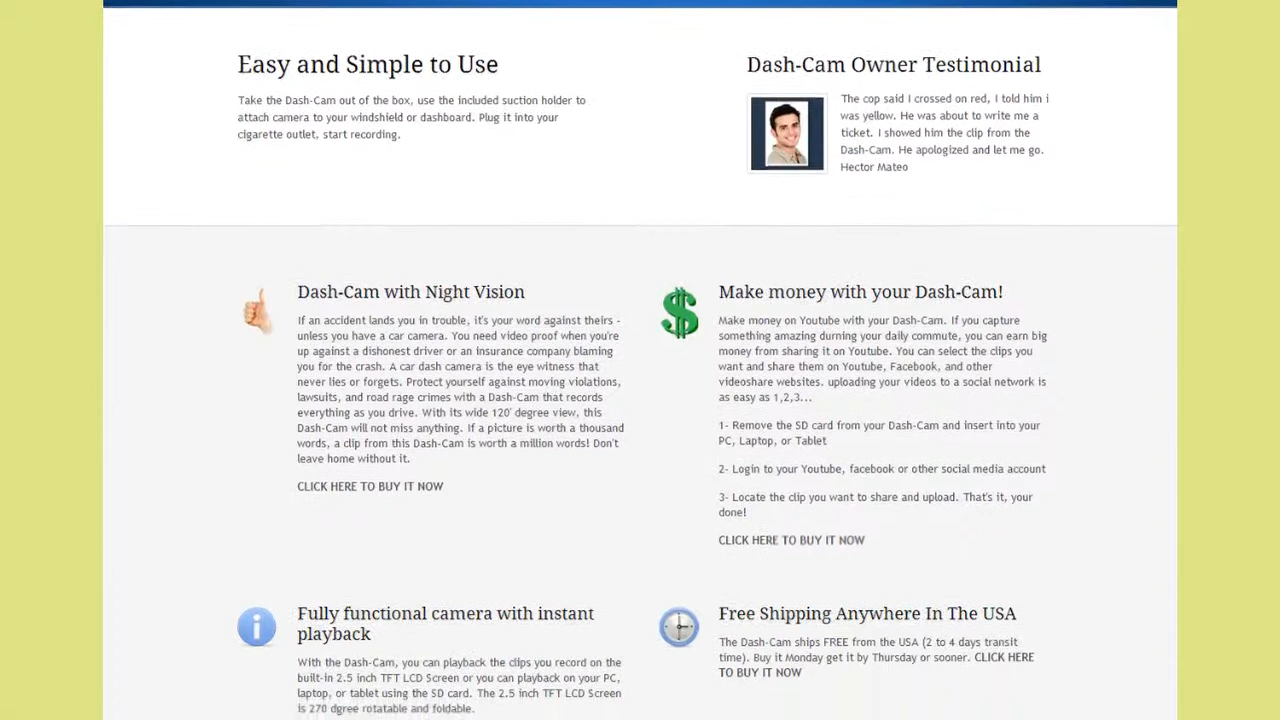 Easy and Simple to Use
Take the Dash-Cam out of the box, use the included suction holder to
attach camera to your windshield or dashboard. Plug it into your
cigarette outlet, start recording.
Dash-Cam Owner Testimonial
The cop said I crossed on red, I told him i
was yellow. He was about to write me a
ticket. I showed him the clip from the
Dash-Cam. He apologized and let me go.
Hector Mateo
Dash-Cam with Night Vision
If an accident lands you in trouble, it's your word against theirs -
unless you have a car camera. You need video proof when you're
up against a dishonest driver or an insurance company blaming
you for the crash. A car dash camera is the eye witness that
never lies or forgets. Protect yourself against moving violations,
lawsuits, and road rage crimes with a Dash-Cam that records
everything as you drive. With its wide 120° degree view, this
Dash-Cam will not miss anything. If a picture is worth a thousand
words, a clip from this Dash-Cam is worth a million words! Don't
leave home without it.
CLICK HERE TO BUY IT NOW
Make money with your Dash-Cam!
Make money on Youtube with your Dash-Cam. If you capture
something amazing durning your daily commute, you can earn big
money from sharing it on Youtube. You can select the clips you
want and share them on Youtube, Facebook, and other
videoshare websites. uploading your videos to a social network is
as easy as 1,2,3...
1- Remove the SD card from your Dash-Cam and insert into your
PC, Laptop, or Tablet
2- Login to your Youtube, facebook or other social media account
3- Locate the clip you want to share and upload. That's it, your
done!
CLICK HERE TO BUY IT NOW
Fully functional camera with instant
playback
With the Dash-Cam, you can playback the clips you record on the
built-in 2.5 inch TFT LCD Screen or you can playback on your PC,
laptop, or tablet using the SD card. The 2.5 inch TFT LCD Screen
is 270 dgree rotatable and foldable.
Free Shipping Anywhere In The USA
The Dash-Cam ships FREE from the USA (2 to 4 days transit
time). Buy it Monday get it by Thursday or sooner. CLICK HERE
TO BUY IT NOW